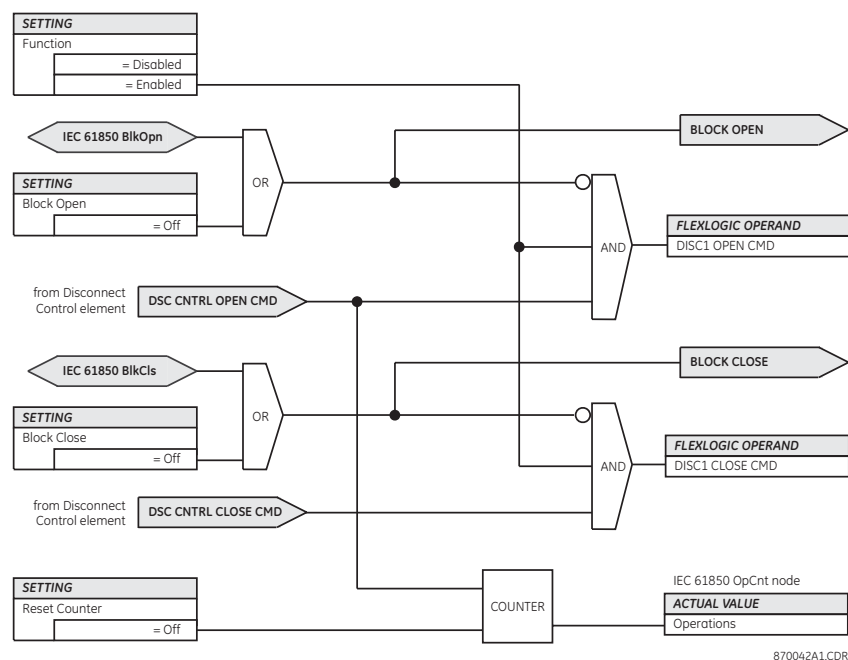 SETTING
Function
= Disabled
= Enabled
IEC 61850 BlkOpn
BLOCK OPEN
SETTING
Block Open
= Off
OR
AND
FLEXLOGIC OPERAND
DISC1 OPEN CMD
from Disconnect
Control element
DSC CNTRL OPEN CMD
IEC 61850 BlkCls
BLOCK CLOSE
SETTING
Block Close
= Off
OR
AND
FLEXLOGIC OPERAND
DISC1 CLOSE CMD
from Disconnect
Control element
DSC CNTRL CLOSE CMD
SETTING
Reset Counter
= Off
COUNTER
IEC 61850 OpCnt node
ACTUAL VALUE
Operations
870042A1.CDR